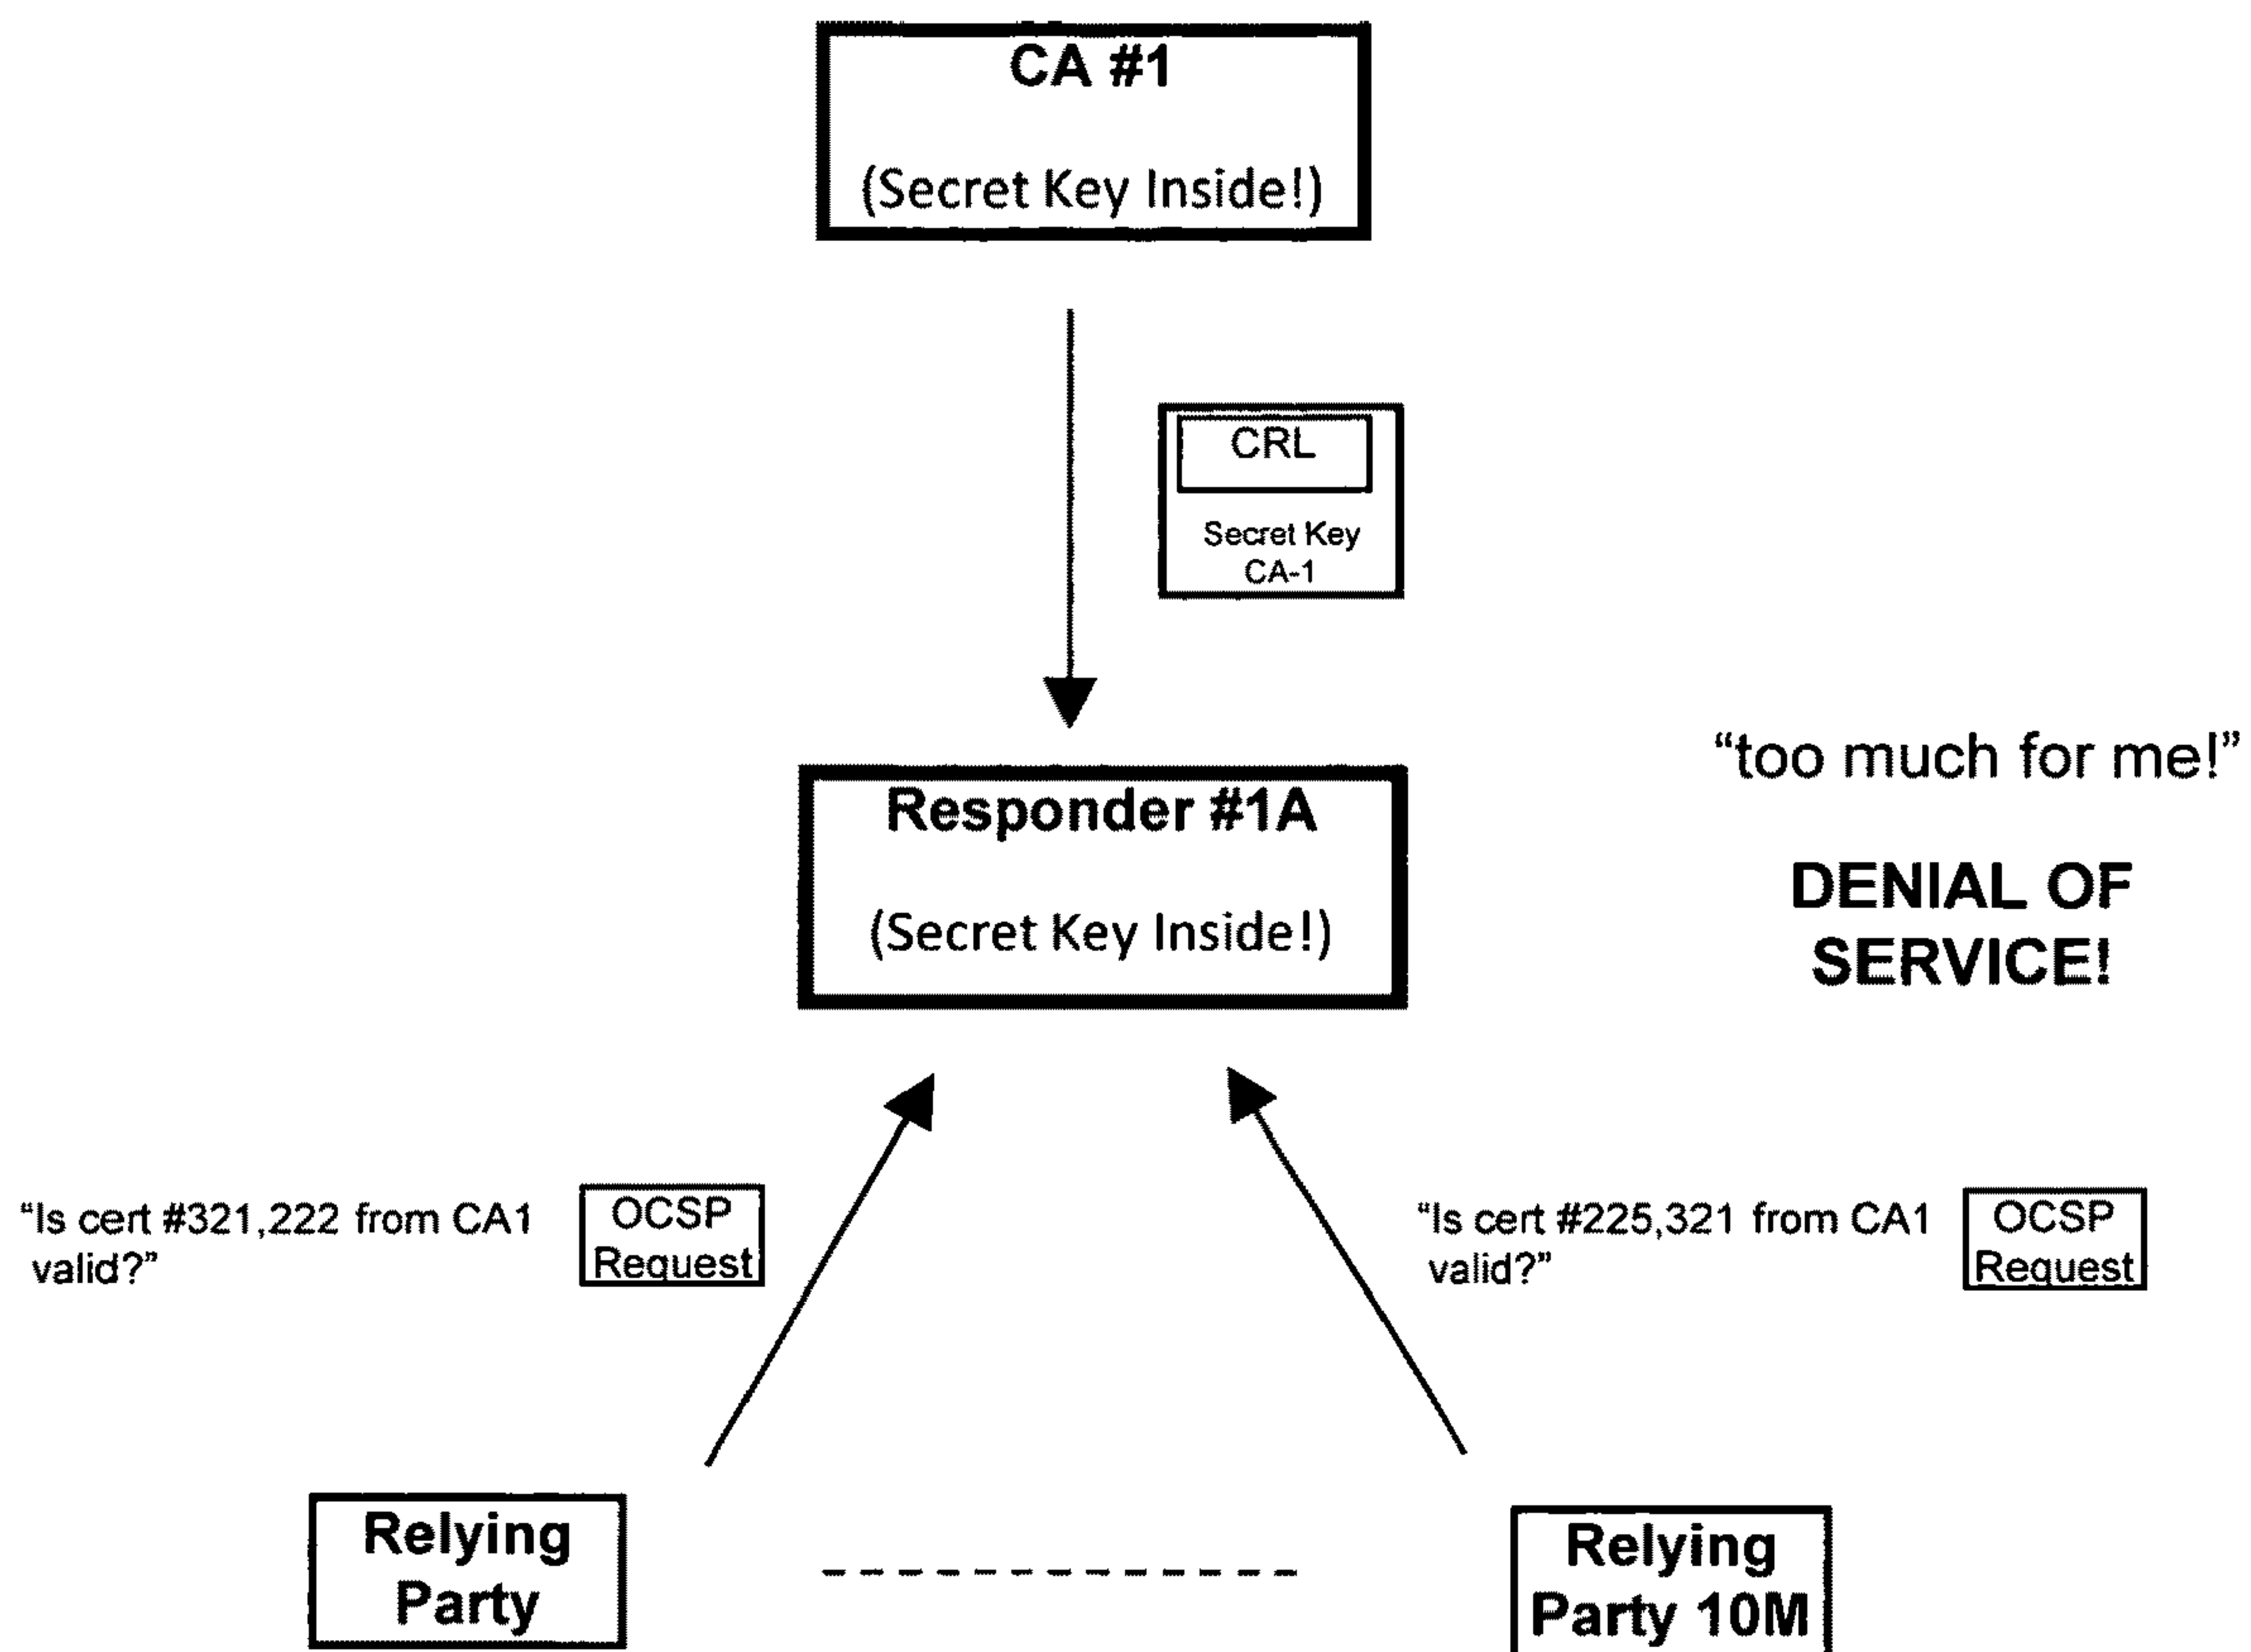 CA #1
(Secret Key Inside!)
CRL
Secret Key
CA-1
“too much for me!”
Responder #1A
(Secret Key Inside!)
DENIAL OF
SERVICE!
“Is cert #321,222 from CA1
valid?”
OCSP
Request
“Is cert #225,321 from CA1
valid?”
OCSP
Request
Relying
Party
Relying
Party 10M